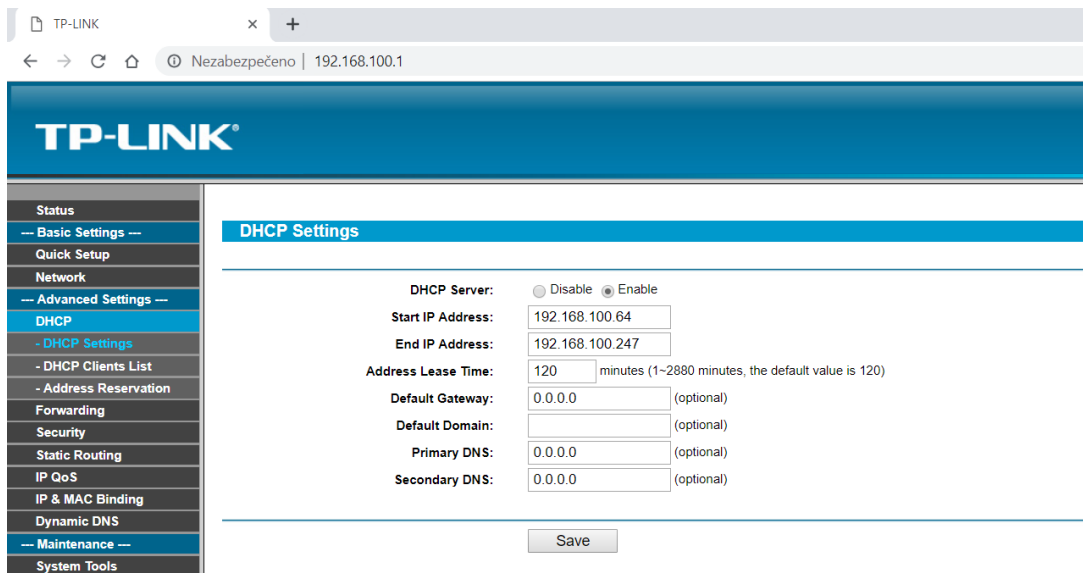 TP-LINK
Nezabezpečeno | 192.168.100.1
TP-LINK®
Status
--- Basic Settings ---
Quick Setup
Network
--- Advanced Settings ---
DHCP
- DHCP Settings
- DHCP Clients List
- Address Reservation
Forwarding
Security
Static Routing
IP QoS
IP & MAC Binding
Dynamic DNS
--- Maintenance ---
System Tools
DHCP Settings
DHCP Server: Disable Enable
Start IP Address: 192.168.100.64
End IP Address: 192.168.100.247
Address Lease Time: 120 minutes (1~2880 minutes, the default value is 120)
Default Gateway: 0.0.0.0 (optional)
Default Domain: (optional)
Primary DNS: 0.0.0.0 (optional)
Secondary DNS: 0.0.0.0 (optional)
Save